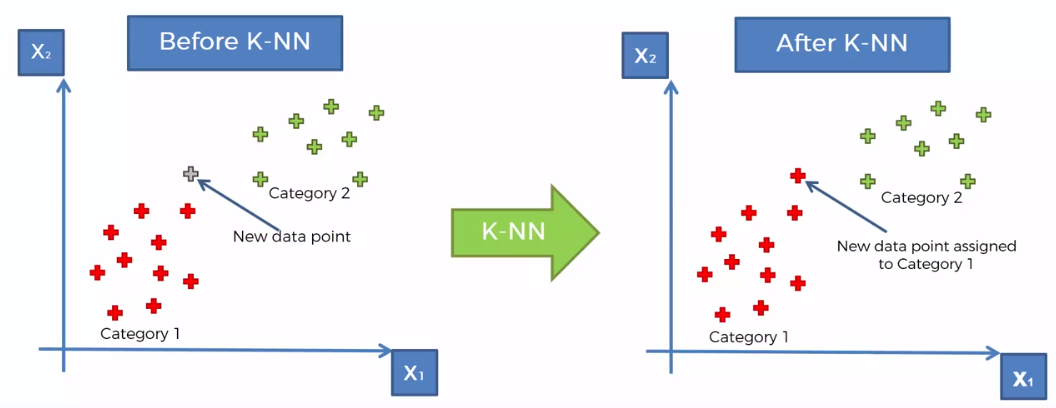 Before K-NN
X₂
Category 2
New data point
Category 1
X₁
K-NN
After K-NN
X₂
Category 2
New data point assigned
to Category 1
Category 1
X₁